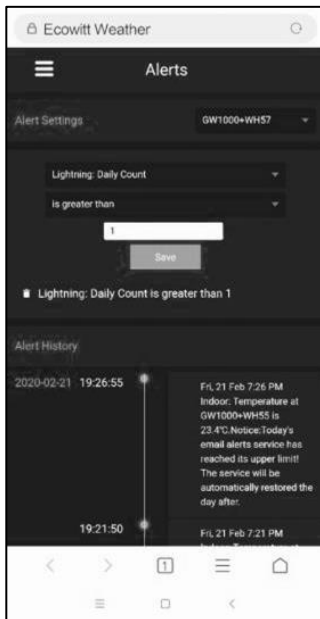 Ecowitt Weather
Alerts
Alert Settings
GW1000+WH57
Lightning: Daily Count
is greater than
1
Save
Lightning: Daily Count is greater than 1
Alert History
2020-02-21 19:26:55
Fri, 21 Feb 7:26 PM
Indoor: Temperature at
GW1000+WH55 is
23.4℃.Notice:Today's
email alerts service has
reached its upper limit!
The service will be
automatically restored the
day after.
19:21:50
Fri, 21 Feb 7:21 PM
1